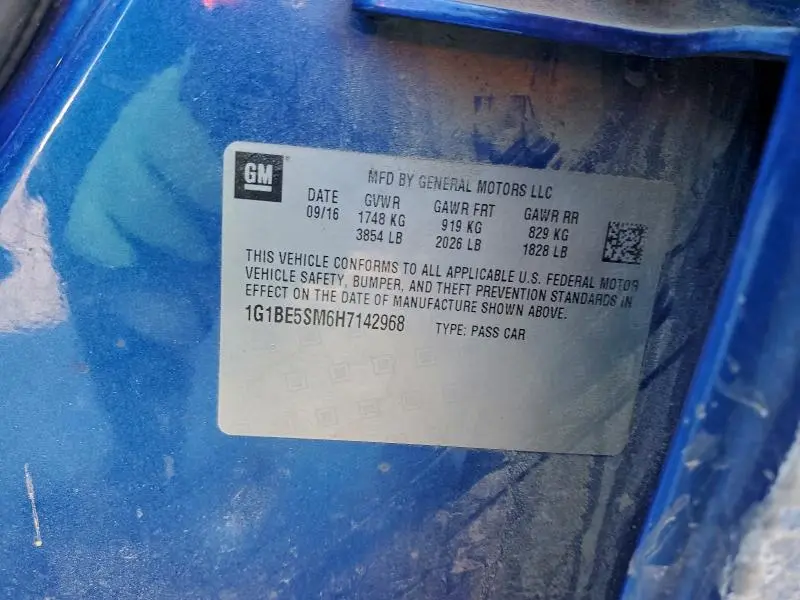 GM
MFD BY GENERAL MOTORS LLC
DATE GVWR GAWR FRT GAWR RR
09/16 1748 KG 919 KG 829 KG
3854 LB 2026 LB 1828 LB
THIS VEHICLE CONFORMS TO ALL APPLICABLE U.S. FEDERAL MOTOR
VEHICLE SAFETY, BUMPER, AND THEFT PREVENTION STANDARDS IN
EFFECT ON THE DATE OF MANUFACTURE SHOWN ABOVE.
1G1BE5SM6H7142968 TYPE: PASS CAR